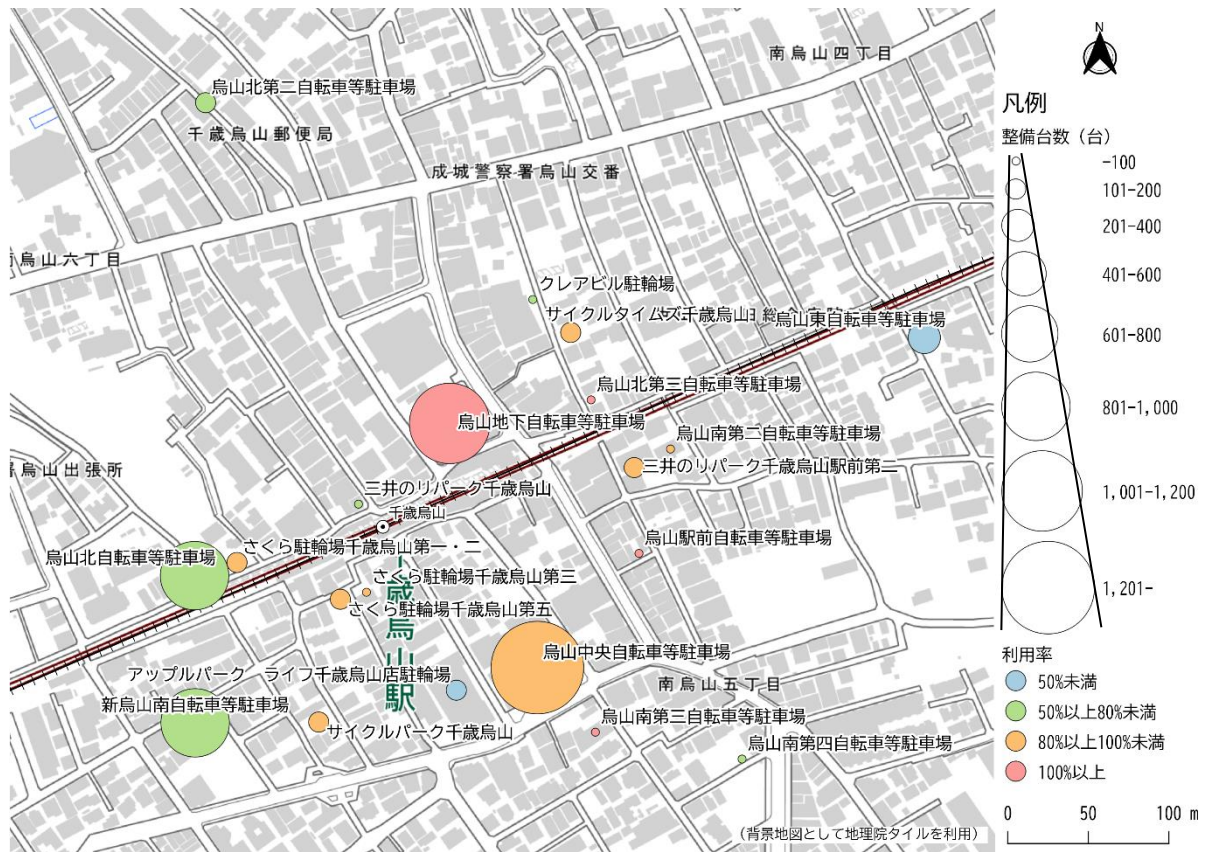 南烏山四丁目
烏山北第二自転車等駐車場
千歳烏山郵便局
成城警察署烏山交番
烏山六丁目
クレアビル駐輪場
サイクルタイムズ千歳烏山
烏山東自転車等駐車場
烏山北第三自転車等駐車場
烏山地下自転車等駐車場
烏山南第二自転車等駐車場
三井のリパーク千歳烏山駅前第二
烏山出張所
三井のリパーク千歳烏山
千歳烏山
烏山駅前自転車等駐車場
さくら駐輪場千歳烏山第一・二
烏山北自転車等駐車場
さくら駐輪場千歳烏山第三
さくら駐輪場千歳烏山第五
歳烏山駅
烏山中央自転車等駐車場
アップルパーク ライフ千歳烏山店駐輪場
南烏山五丁目
新烏山南自転車等駐車場
サイクルパーク千歳烏山
烏山南第三自転車等駐車場
烏山南第四自転車等駐車場
(背景地図として地理院タイルを利用)
N
凡例
整備台数(台)
-100
101-200
201-400
401-600
601-800
801-1,000
1,001-1,200
1,201-
利用率
50%未満
50%以上80%未満
80%以上100%未満
100%以上
0 50 100 m